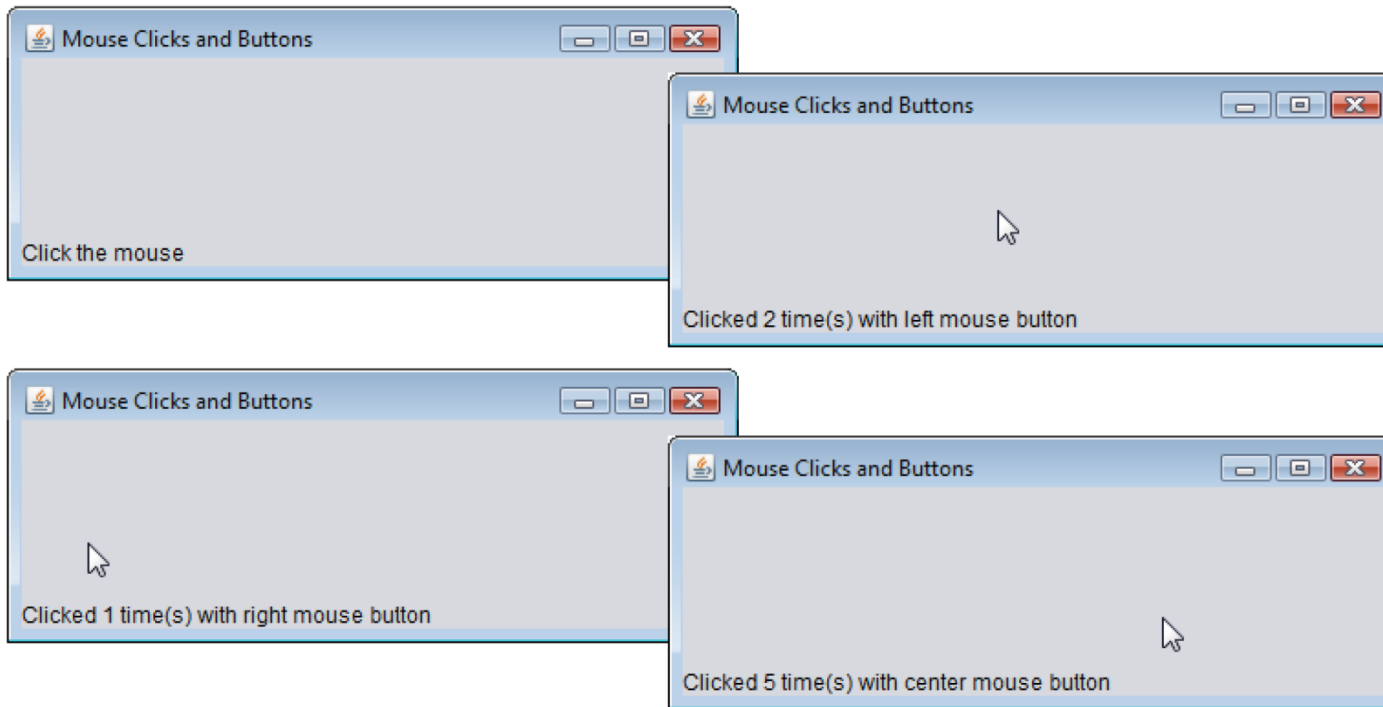 Mouse Clicks and Buttons
Click the mouse
Mouse Clicks and Buttons
Clicked 2 time(s) with left mouse button
Mouse Clicks and Buttons
Clicked 1 time(s) with right mouse button
Mouse Clicks and Buttons
Clicked 5 time(s) with center mouse button